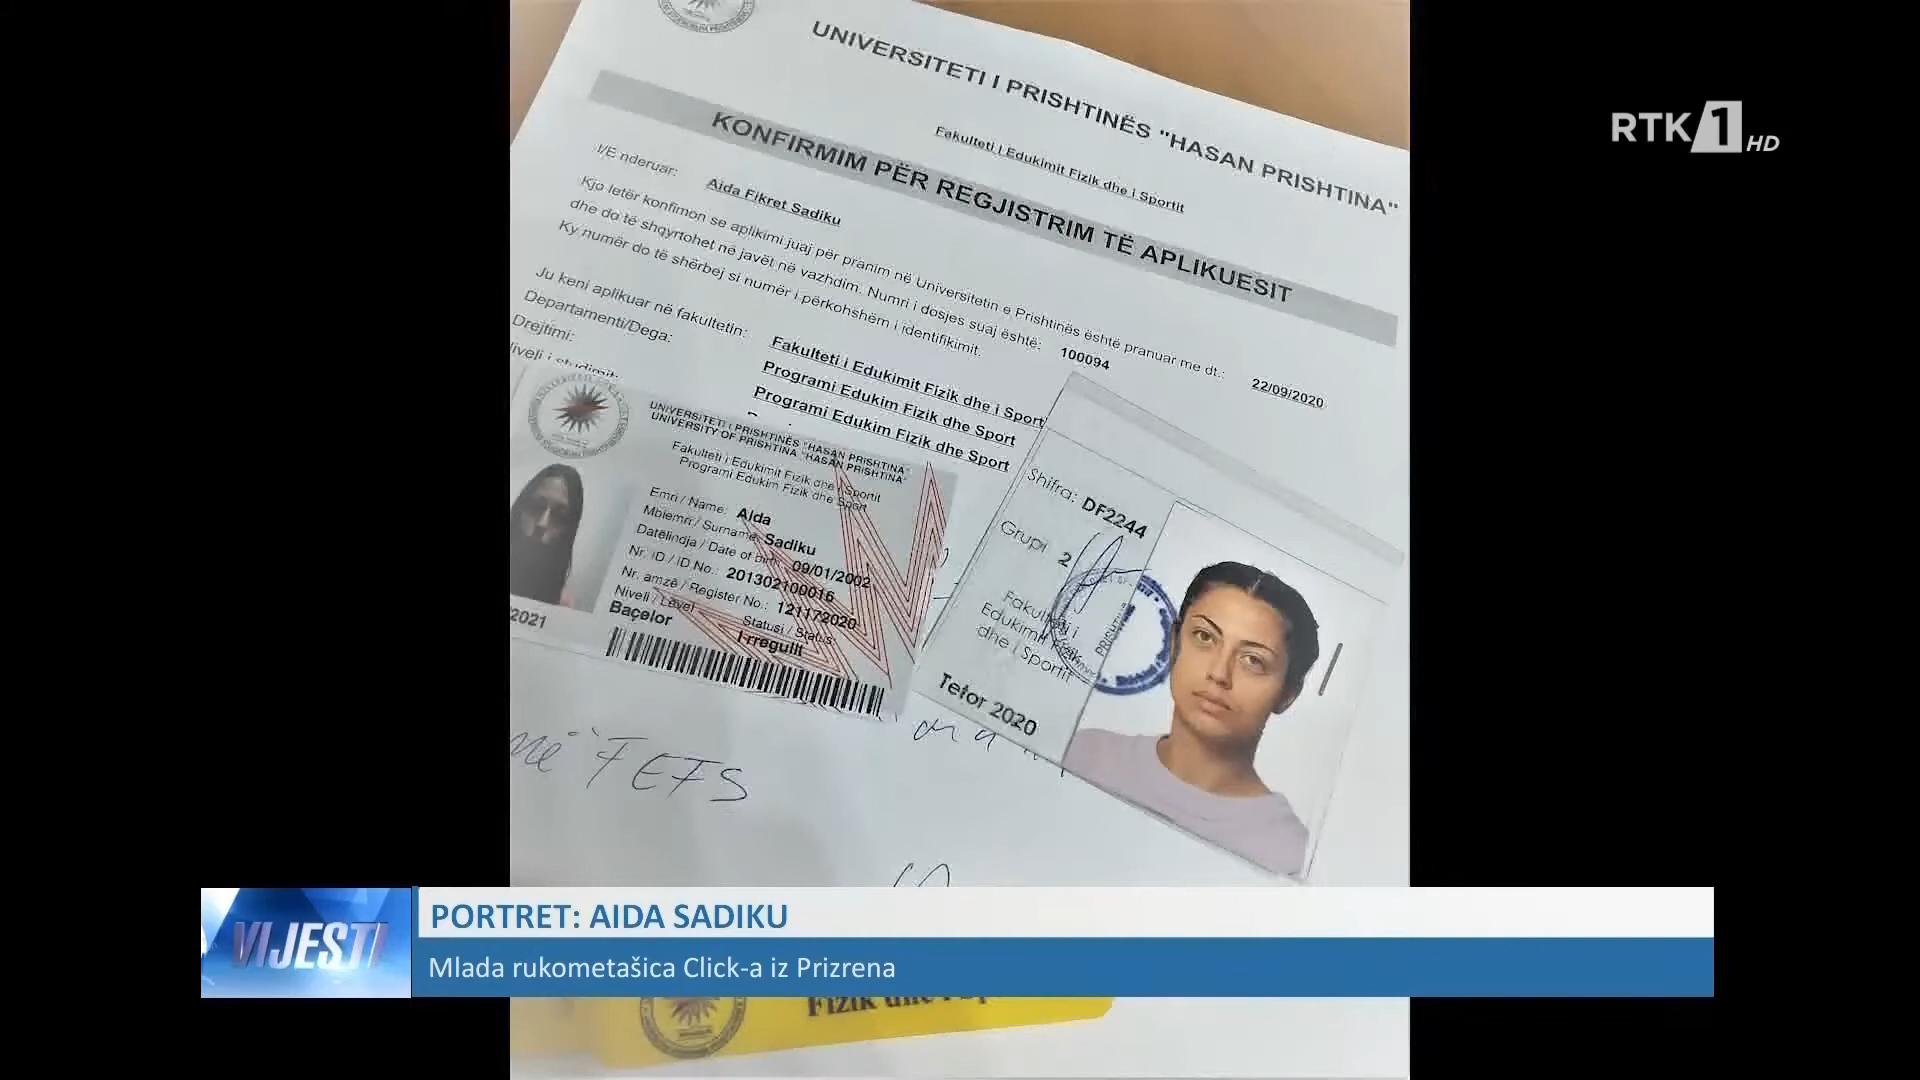 UNIVERSITETI I PRISHTINËS "HASAN PRISHTINA"
Fakulteti i Edukimit Fizik dhe i Sportit
KONFIRMIM PËR REGJISTRIM TË APLIKUESIT
I/E nderuar: Aida Fikret Sadiku
Kjo letër konfimon se aplikimi juaj për pranim në Universitetin e Prishtinës është pranuar me dt.: 22/09/2020
dhe do të shqyrtohet në javët në vazhdim. Numri i dosjes suaj është: 100094
Ky numër do të shërbej si numër i përkohshëm i identifikimit.
Ju keni aplikuar në fakultetin: Fakulteti i Edukimit Fizik dhe i Sport
Departamenti/Dega: Programi Edukim Fizik dhe Sport
Drejtimi: Programi Edukim Fizik dhe Sport
UNIVERSITETI I PRISHTINËS "HASAN PRISHTINA"
UNIVERSITY OF PRISHTINA "HASAN PRISHTINA"
Fakulteti i Edukimit Fizik dhe i Sportit
Programi Edukim Fizik dhe Sport
Emri / Name: Aida
Mbiemri / Surname: Sadiku
Datëlindja / Date of birth: 09/01/2002
Nr. ID / ID No.: 201302100016
Nr. amzë / Register No.: 121172020
Niveli / Level Statusi / Status
Baçelor I rregullt
2021
Shifra: DF2244
Grupi 2
Fakulteti i
Edukimit Fizik
dhe i Sportit
Tetor 2020
PRISHTINË
në FEFS
RTK 1 HD
VIJESTI
PORTRET: AIDA SADIKU
Mlada rukometašica Click-a iz Prizrena